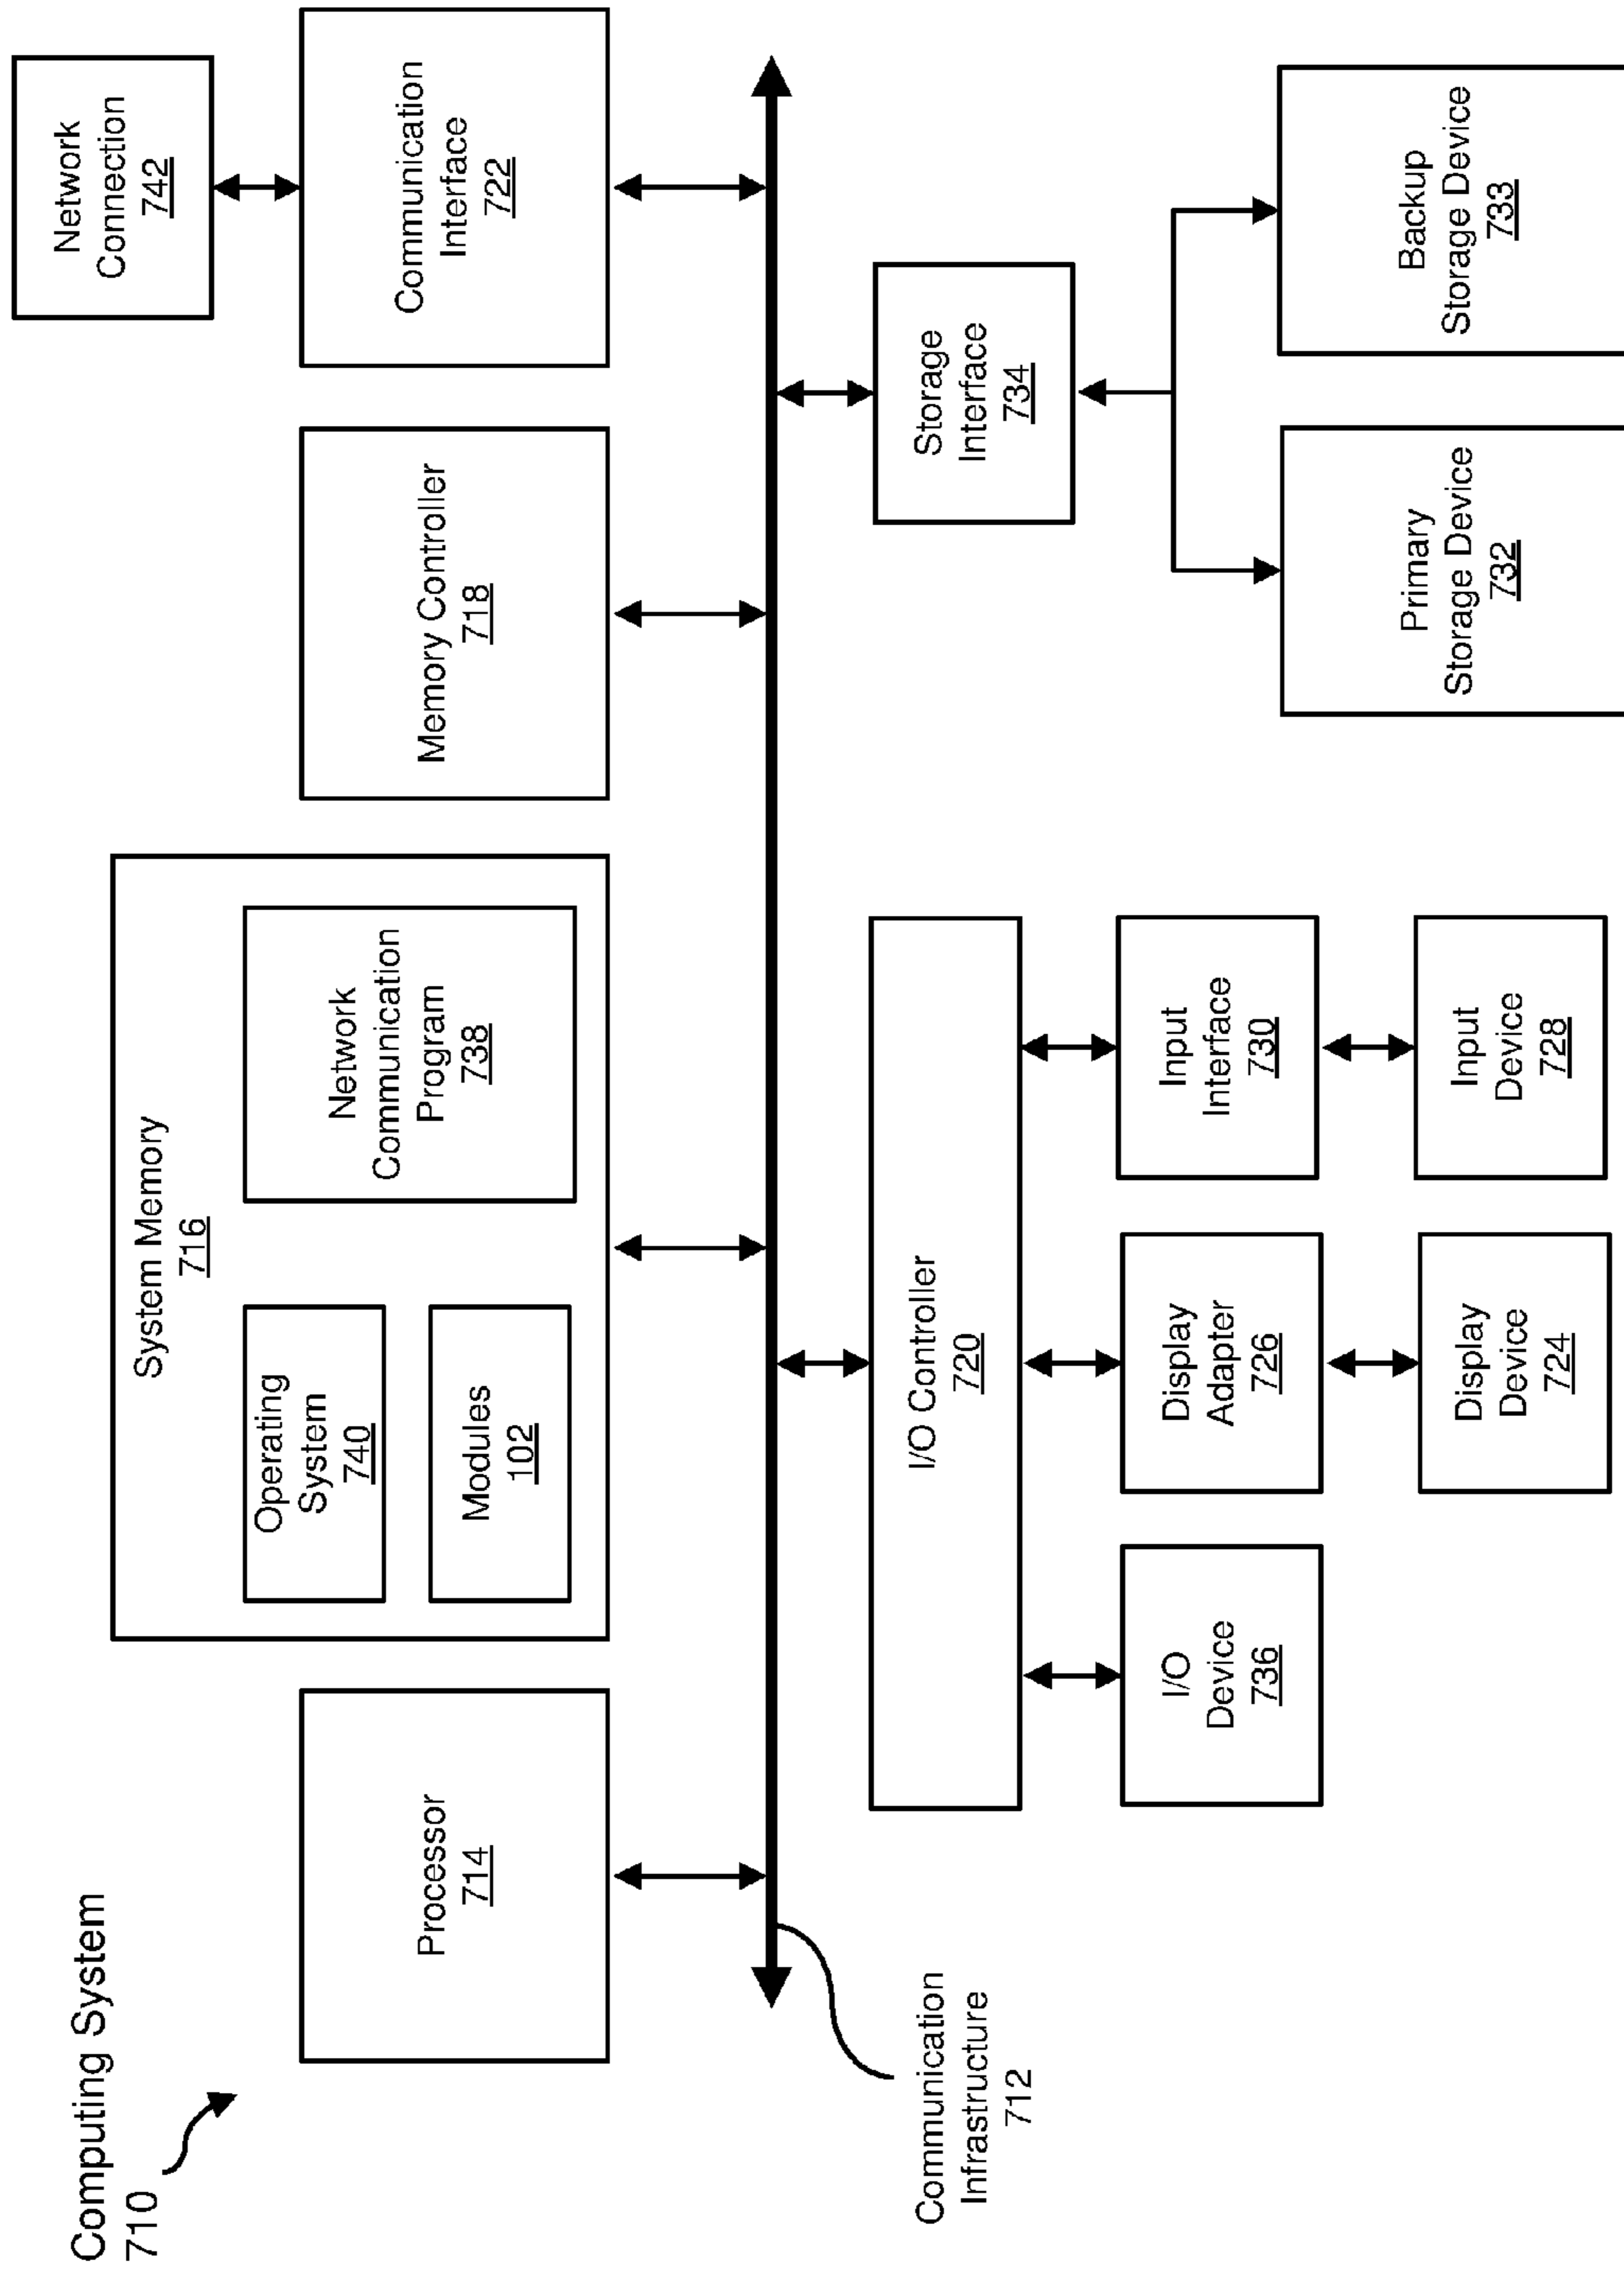 Computing System
710
Processor
714
System Memory
716
Operating
System
740
Modules
102
Network
Communication
Program
738
Memory Controller
718
Communication
Interface
722
Network
Connection
742
Communication
Infrastructure
712
I/O Controller
720
I/O
Device
736
Display
Adapter
726
Input
Interface
730
Display
Device
724
Input
Device
728
Storage
Interface
734
Primary
Storage Device
732
Backup
Storage Device
733